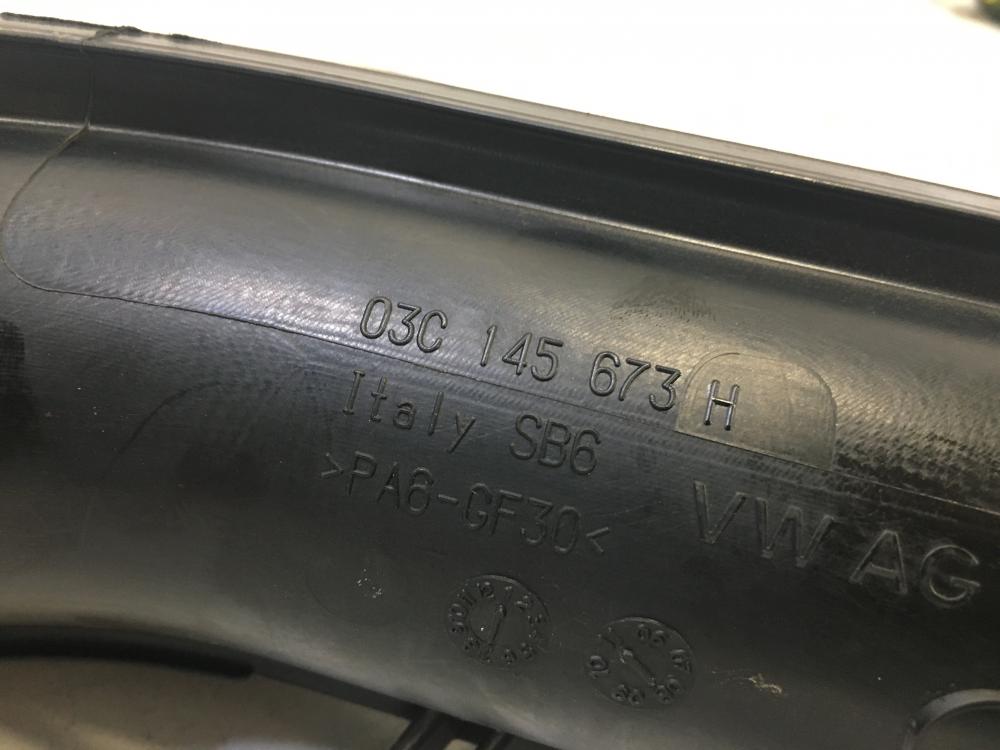 03C 145 673 H
Italy SB6
>PA6-GF30<
VW AG